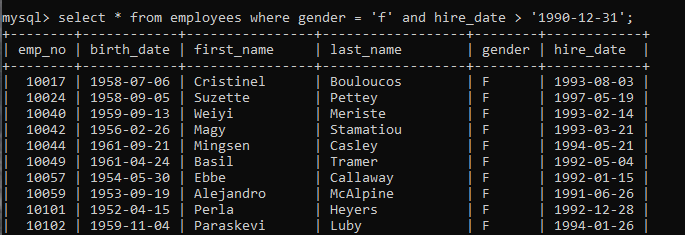 mysql> select * from employees where gender = 'f' and hire_date > '1990-12-31';
+--------+------------+----------------+------------------+--------+------------+
| emp_no | birth_date | first_name | last_name | gender | hire_date |
+--------+------------+----------------+------------------+--------+------------+
| 10017 | 1958-07-06 | Cristinel | Bouloucos | F | 1993-08-03 |
| 10024 | 1958-09-05 | Suzette | Pettey | F | 1997-05-19 |
| 10040 | 1959-09-13 | Weiyi | Meriste | F | 1993-02-14 |
| 10042 | 1956-02-26 | Magy | Stamatiou | F | 1993-03-21 |
| 10044 | 1961-09-21 | Mingsen | Casley | F | 1994-05-21 |
| 10049 | 1961-04-24 | Basil | Tramer | F | 1992-05-04 |
| 10057 | 1954-05-30 | Ebbe | Callaway | F | 1992-01-15 |
| 10059 | 1953-09-19 | Alejandro | McAlpine | F | 1991-06-26 |
| 10101 | 1952-04-15 | Perla | Heyers | F | 1992-12-28 |
| 10102 | 1959-11-04 | Paraskevi | Luby | F | 1994-01-26 |